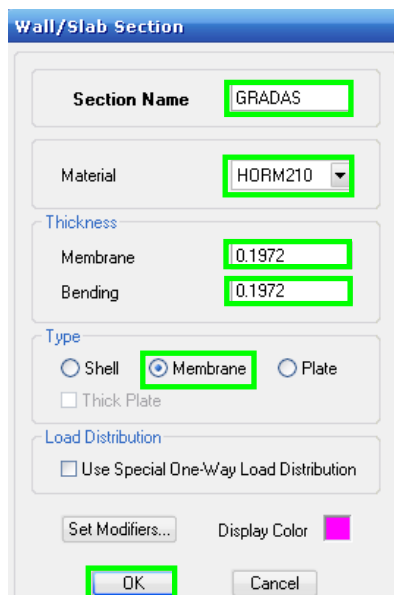 Wall/Slab Section
Section Name GRADAS
Material HORM210
Thickness
Membrane 0.1972
Bending 0.1972
Type
Shell Membrane Plate
Thick Plate
Load Distribution
Use Special One-Way Load Distribution
Set Modifiers... Display Color
OK Cancel